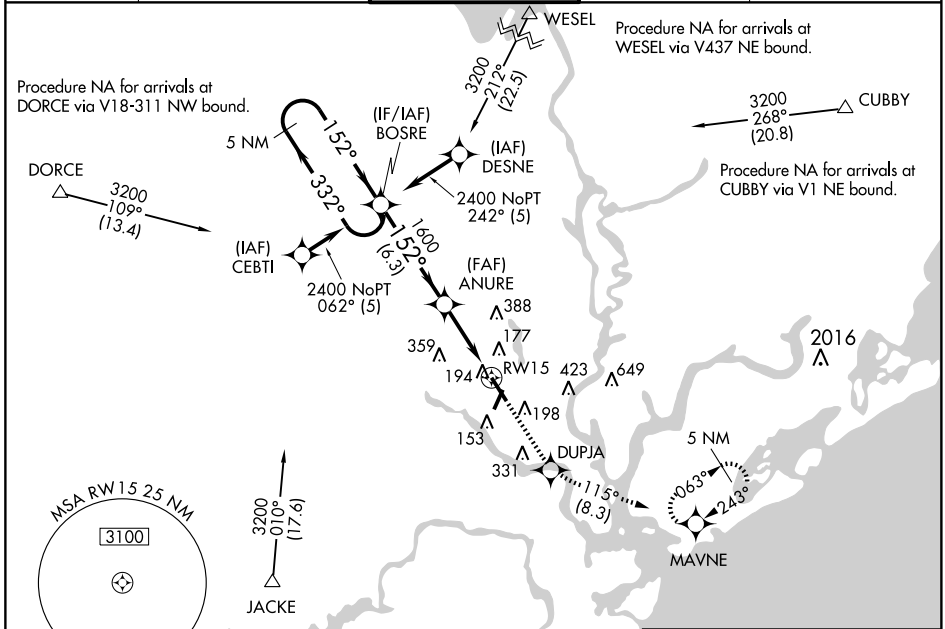 WESEL
Procedure NA for arrivals at
WESEL via V437 NE bound.
3200
212°
(22.5)
Procedure NA for arrivals at
DORCE via V18-311 NW bound.
(IF/IAF)
BOSRE
3200
268°
(20.8)
CUBBY
5 NM
152°
(IAF)
DESNE
Procedure NA for arrivals at
CUBBY via V1 NE bound.
DORCE
3200
109°
(13.4)
332°
2400 NoPT
242° (5)
(IAF)
CEBTI
1600
152°
(6.3)
2400 NoPT
062° (5)
(FAF)
ANURE
388
177
359
2016
194
RW15
423
649
198
153
DUPJA
5 NM
331
115°
(8.3)
063°
243°
MSA RW15 25 NM
3100
3200
010°
(17.6)
MAVNE
JACKE